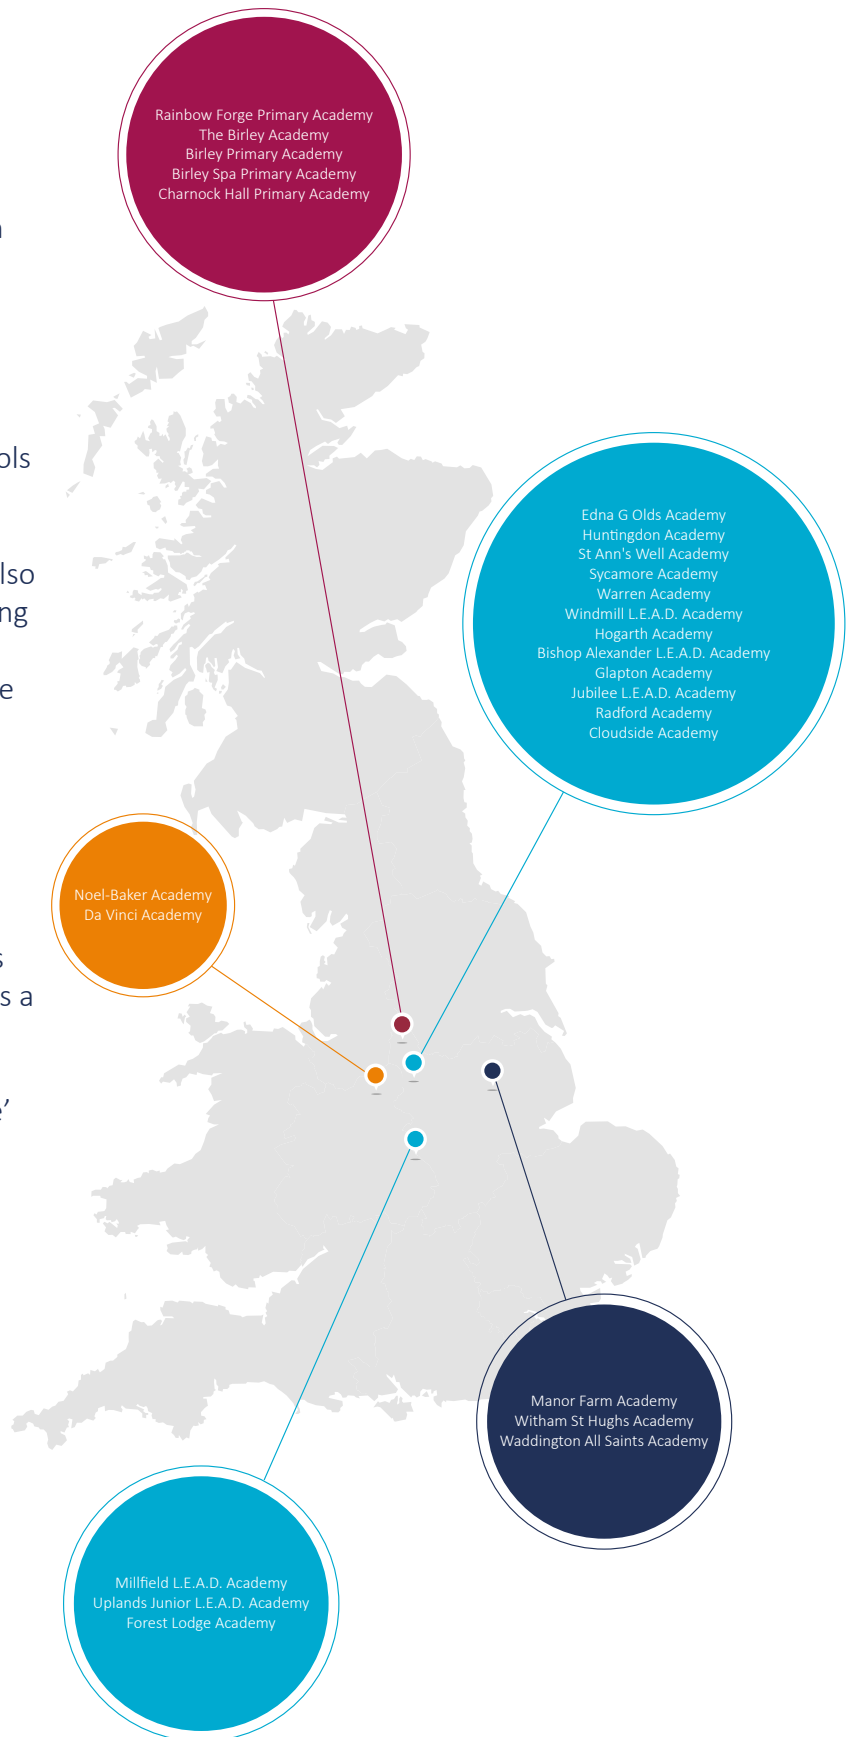 Rainbow Forge Primary Academy
The Birley Academy
Birley Primary Academy
Birley Spa Primary Academy
Charnock Hall Primary Academy
ols
lso
ng
e
Edna G Olds Academy
Huntingdon Academy
St Ann's Well Academy
Sycamore Academy
Warren Academy
Windmill L.E.A.D. Academy
Hogarth Academy
Bishop Alexander L.E.A.D. Academy
Glapton Academy
Jubilee L.E.A.D. Academy
Radford Academy
Cloudside Academy
Noel-Baker Academy
Da Vinci Academy
s
s a
e’
Manor Farm Academy
Witham St Hughs Academy
Waddington All Saints Academy
Millfield L.E.A.D. Academy
Uplands Junior L.E.A.D. Academy
Forest Lodge Academy